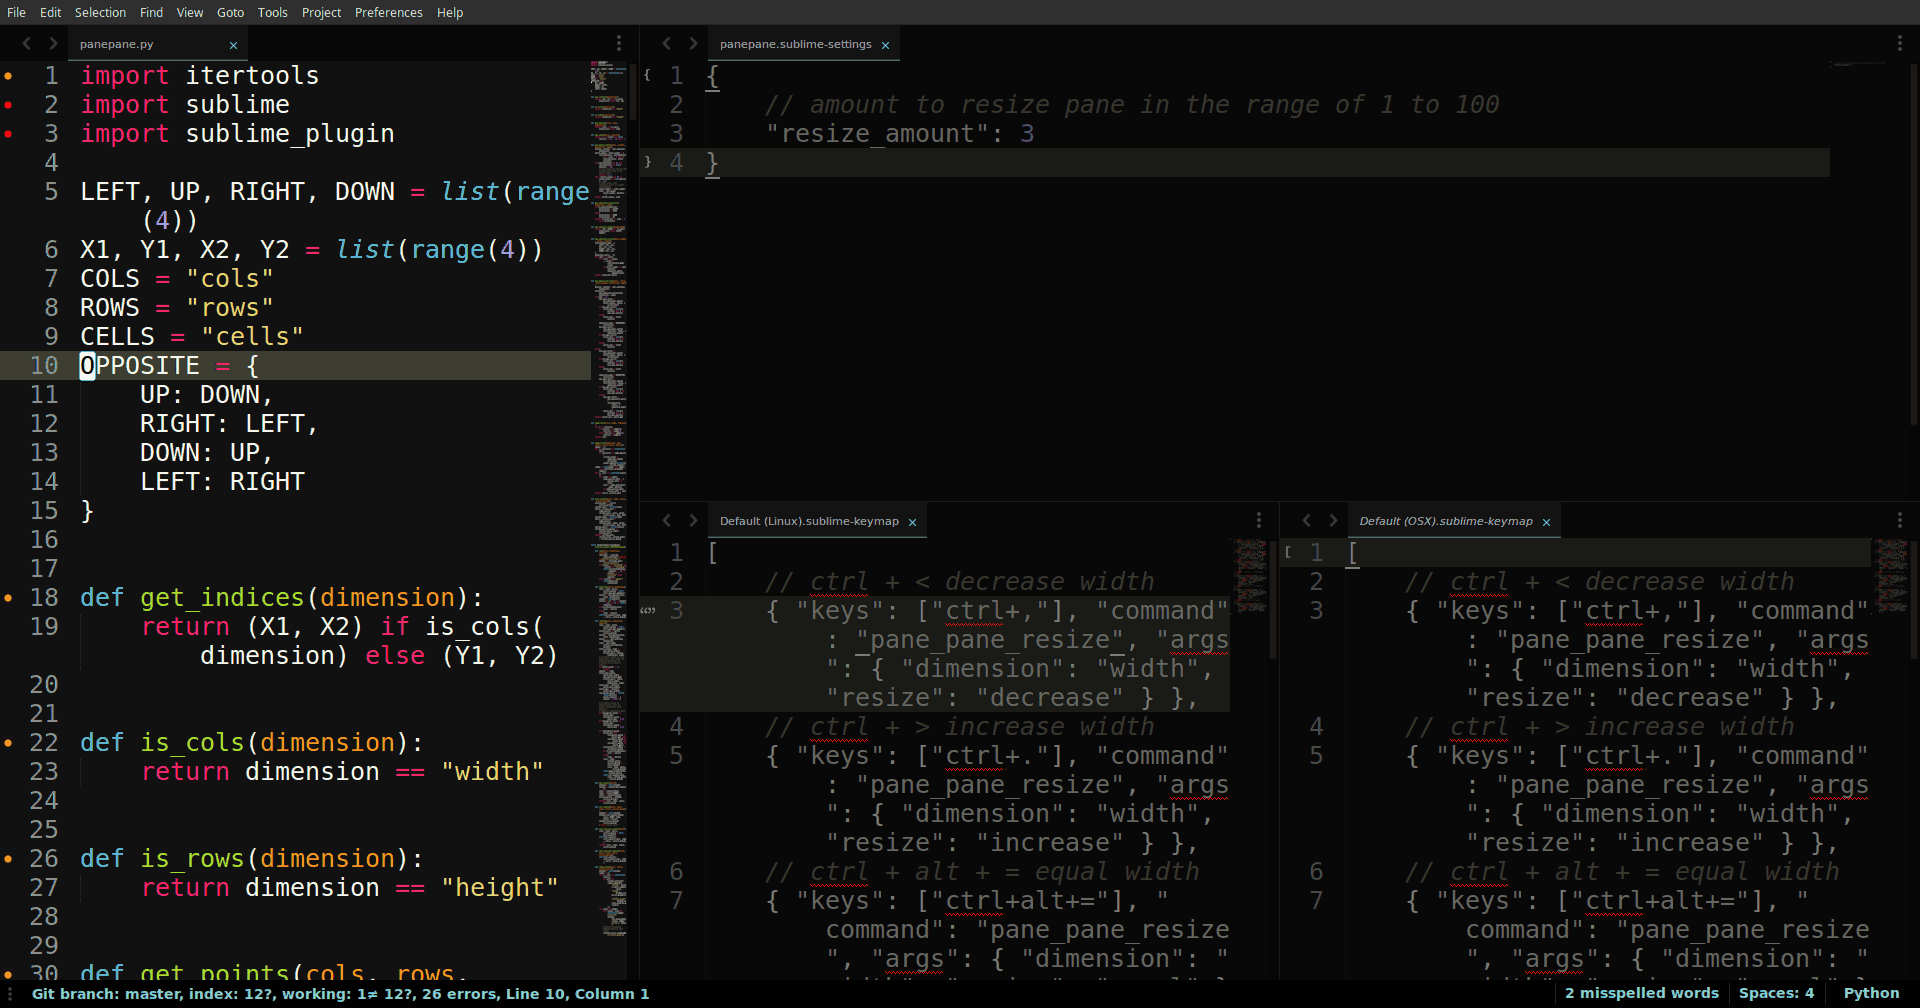 File Edit Selection Find View Goto Tools Project Preferences Help
panepane.py ×
1 import itertools
2 import sublime
3 import sublime_plugin
4
5 LEFT, UP, RIGHT, DOWN = list(range
(4))
6 X1, Y1, X2, Y2 = list(range(4))
7 COLS = "cols"
8 ROWS = "rows"
9 CELLS = "cells"
10 OPPOSITE = {
11 UP: DOWN,
12 RIGHT: LEFT,
13 DOWN: UP,
14 LEFT: RIGHT
15 }
16
17
18 def get_indices(dimension):
19 return (X1, X2) if is_cols(
dimension) else (Y1, Y2)
20
21
22 def is_cols(dimension):
23 return dimension == "width"
24
25
26 def is_rows(dimension):
27 return dimension == "height"
28
29
30 def get_points(cols, rows,
panepane.sublime-settings ×
{ 1 {
2 // amount to resize pane in the range of 1 to 100
3 "resize_amount": 3
} 4 }
Default (Linux).sublime-keymap ×
1 [
2 // ctrl + < decrease width
“” 3 { "keys": ["ctrl+,"], "command"
: "pane_pane_resize", "args
": { "dimension": "width",
"resize": "decrease" } },
4 // ctrl + > increase width
5 { "keys": ["ctrl+."], "command"
: "pane_pane_resize", "args
": { "dimension": "width",
"resize": "increase" } },
6 // ctrl + alt + = equal width
7 { "keys": ["ctrl+alt+="], "
command": "pane_pane_resize
", "args": { "dimension": "
Default (OSX).sublime-keymap ×
[ 1 [
2 // ctrl + < decrease width
3 { "keys": ["ctrl+,"], "command"
: "pane_pane_resize", "args
": { "dimension": "width",
"resize": "decrease" } },
4 // ctrl + > increase width
5 { "keys": ["ctrl+."], "command"
: "pane_pane_resize", "args
": { "dimension": "width",
"resize": "increase" } },
6 // ctrl + alt + = equal width
7 { "keys": ["ctrl+alt+="], "
command": "pane_pane_resize
", "args": { "dimension": "
Git branch: master, index: 12?, working: 1≠ 12?, 26 errors, Line 10, Column 1
2 misspelled words Spaces: 4 Python